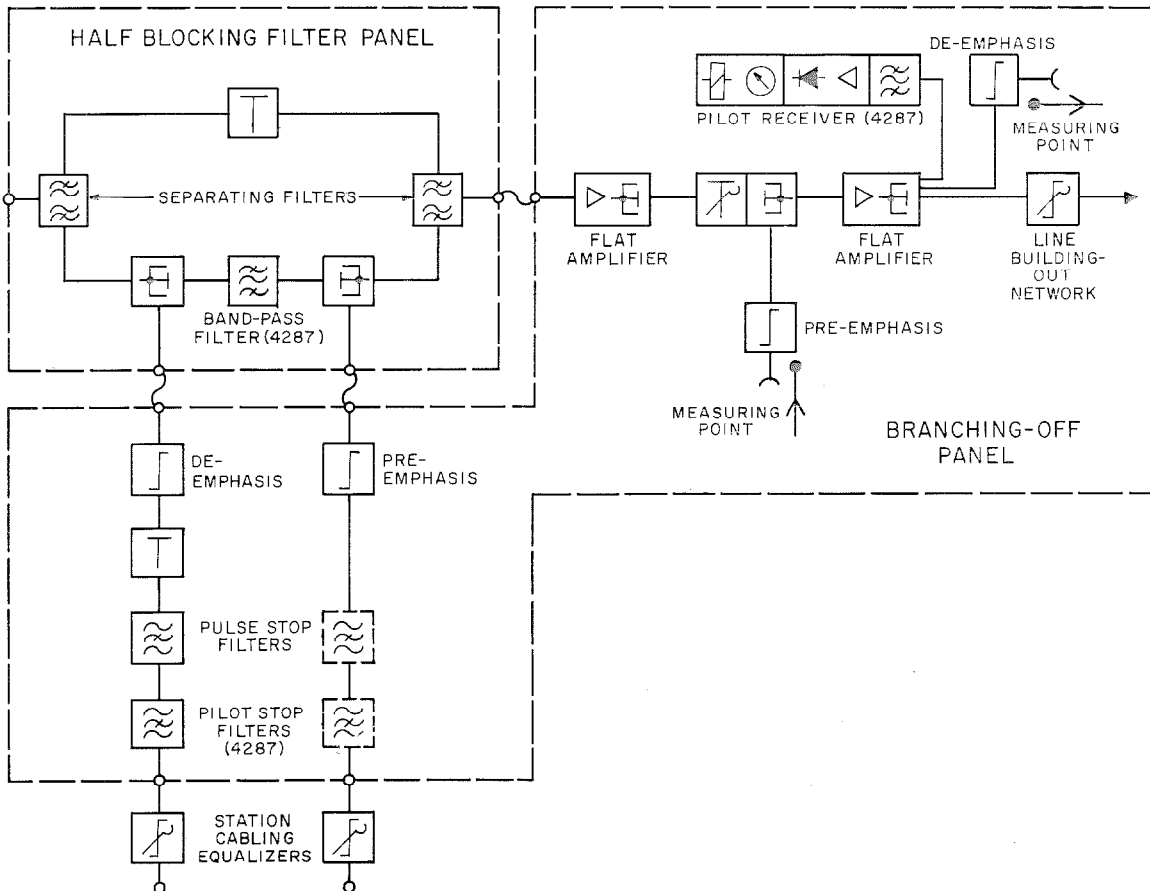 HALF BLOCKING FILTER PANEL
SEPARATING FILTERS
BAND-PASS
FILTER (4287)
PILOT RECEIVER (4287)
DE-EMPHASIS
MEASURING
POINT
FLAT
AMPLIFIER
FLAT
AMPLIFIER
LINE
BUILDING-
OUT
NETWORK
PRE-EMPHASIS
MEASURING
POINT
BRANCHING-OFF
PANEL
DE-
EMPHASIS
PRE-
EMPHASIS
PULSE STOP
FILTERS
PILOT STOP
FILTERS
(4287)
STATION
CABLING
EQUALIZERS